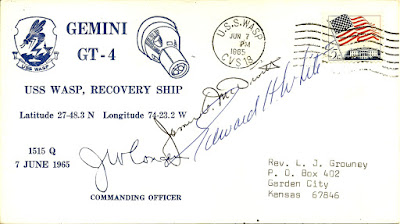 GEMINI
GT-4
USS WASP
U.S.S. WASP
JUN 7
PM
1965
CVS 18
USS WASP, RECOVERY SHIP
Latitude 27-48.3 N Longitude 74-23.2 W
James A. McDivitt
Edward H. White
1515 Q
7 JUNE 1965
COMMANDING OFFICER
Rev. L. J. Growney
P. O. Box 402
Garden City
Kansas 67846